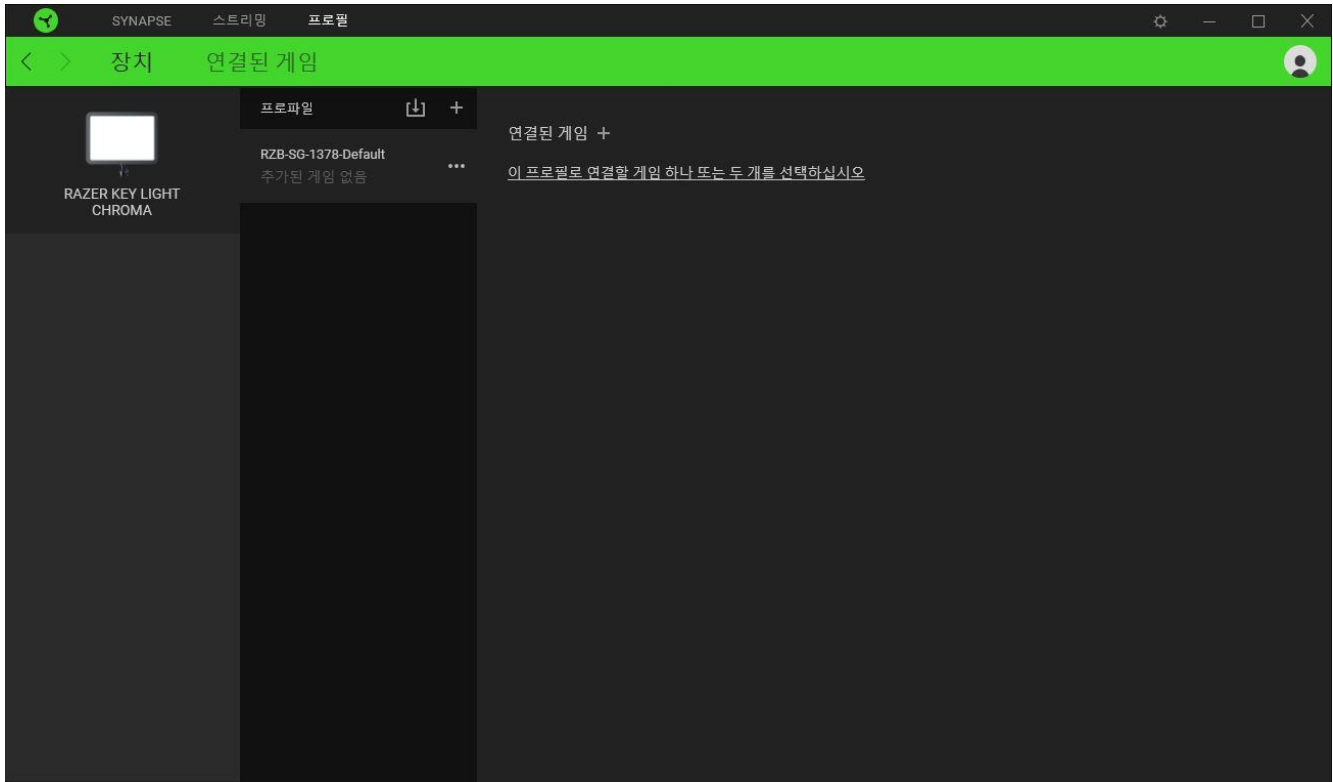 SYNAPSE 스트리밍 프로필
장치 연결된 게임
RAZER KEY LIGHT
CHROMA
프로파일
RZB-SG-1378-Default
추가된 게임 없음
연결된 게임
이 프로필로 연결할 게임 하나 또는 두 개를 선택하십시오